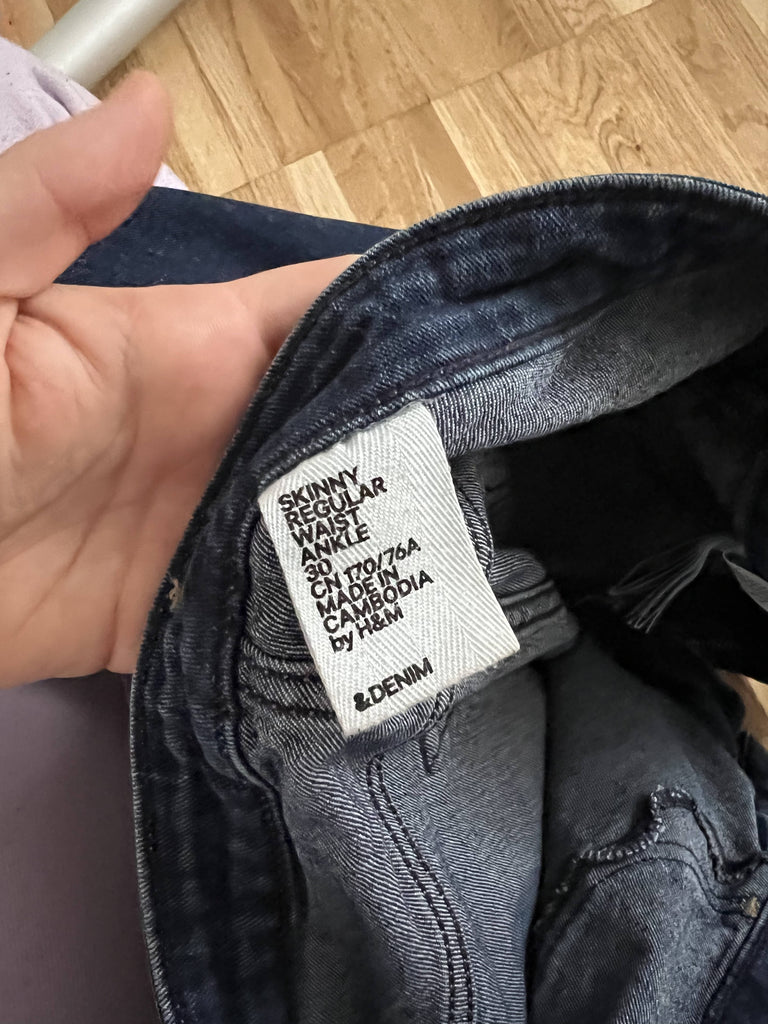 SKINNY
REGULAR
WAIST
ANKLE
30
CN 170/76A
MADE IN
CAMBODIA
by H&M
&DENIM